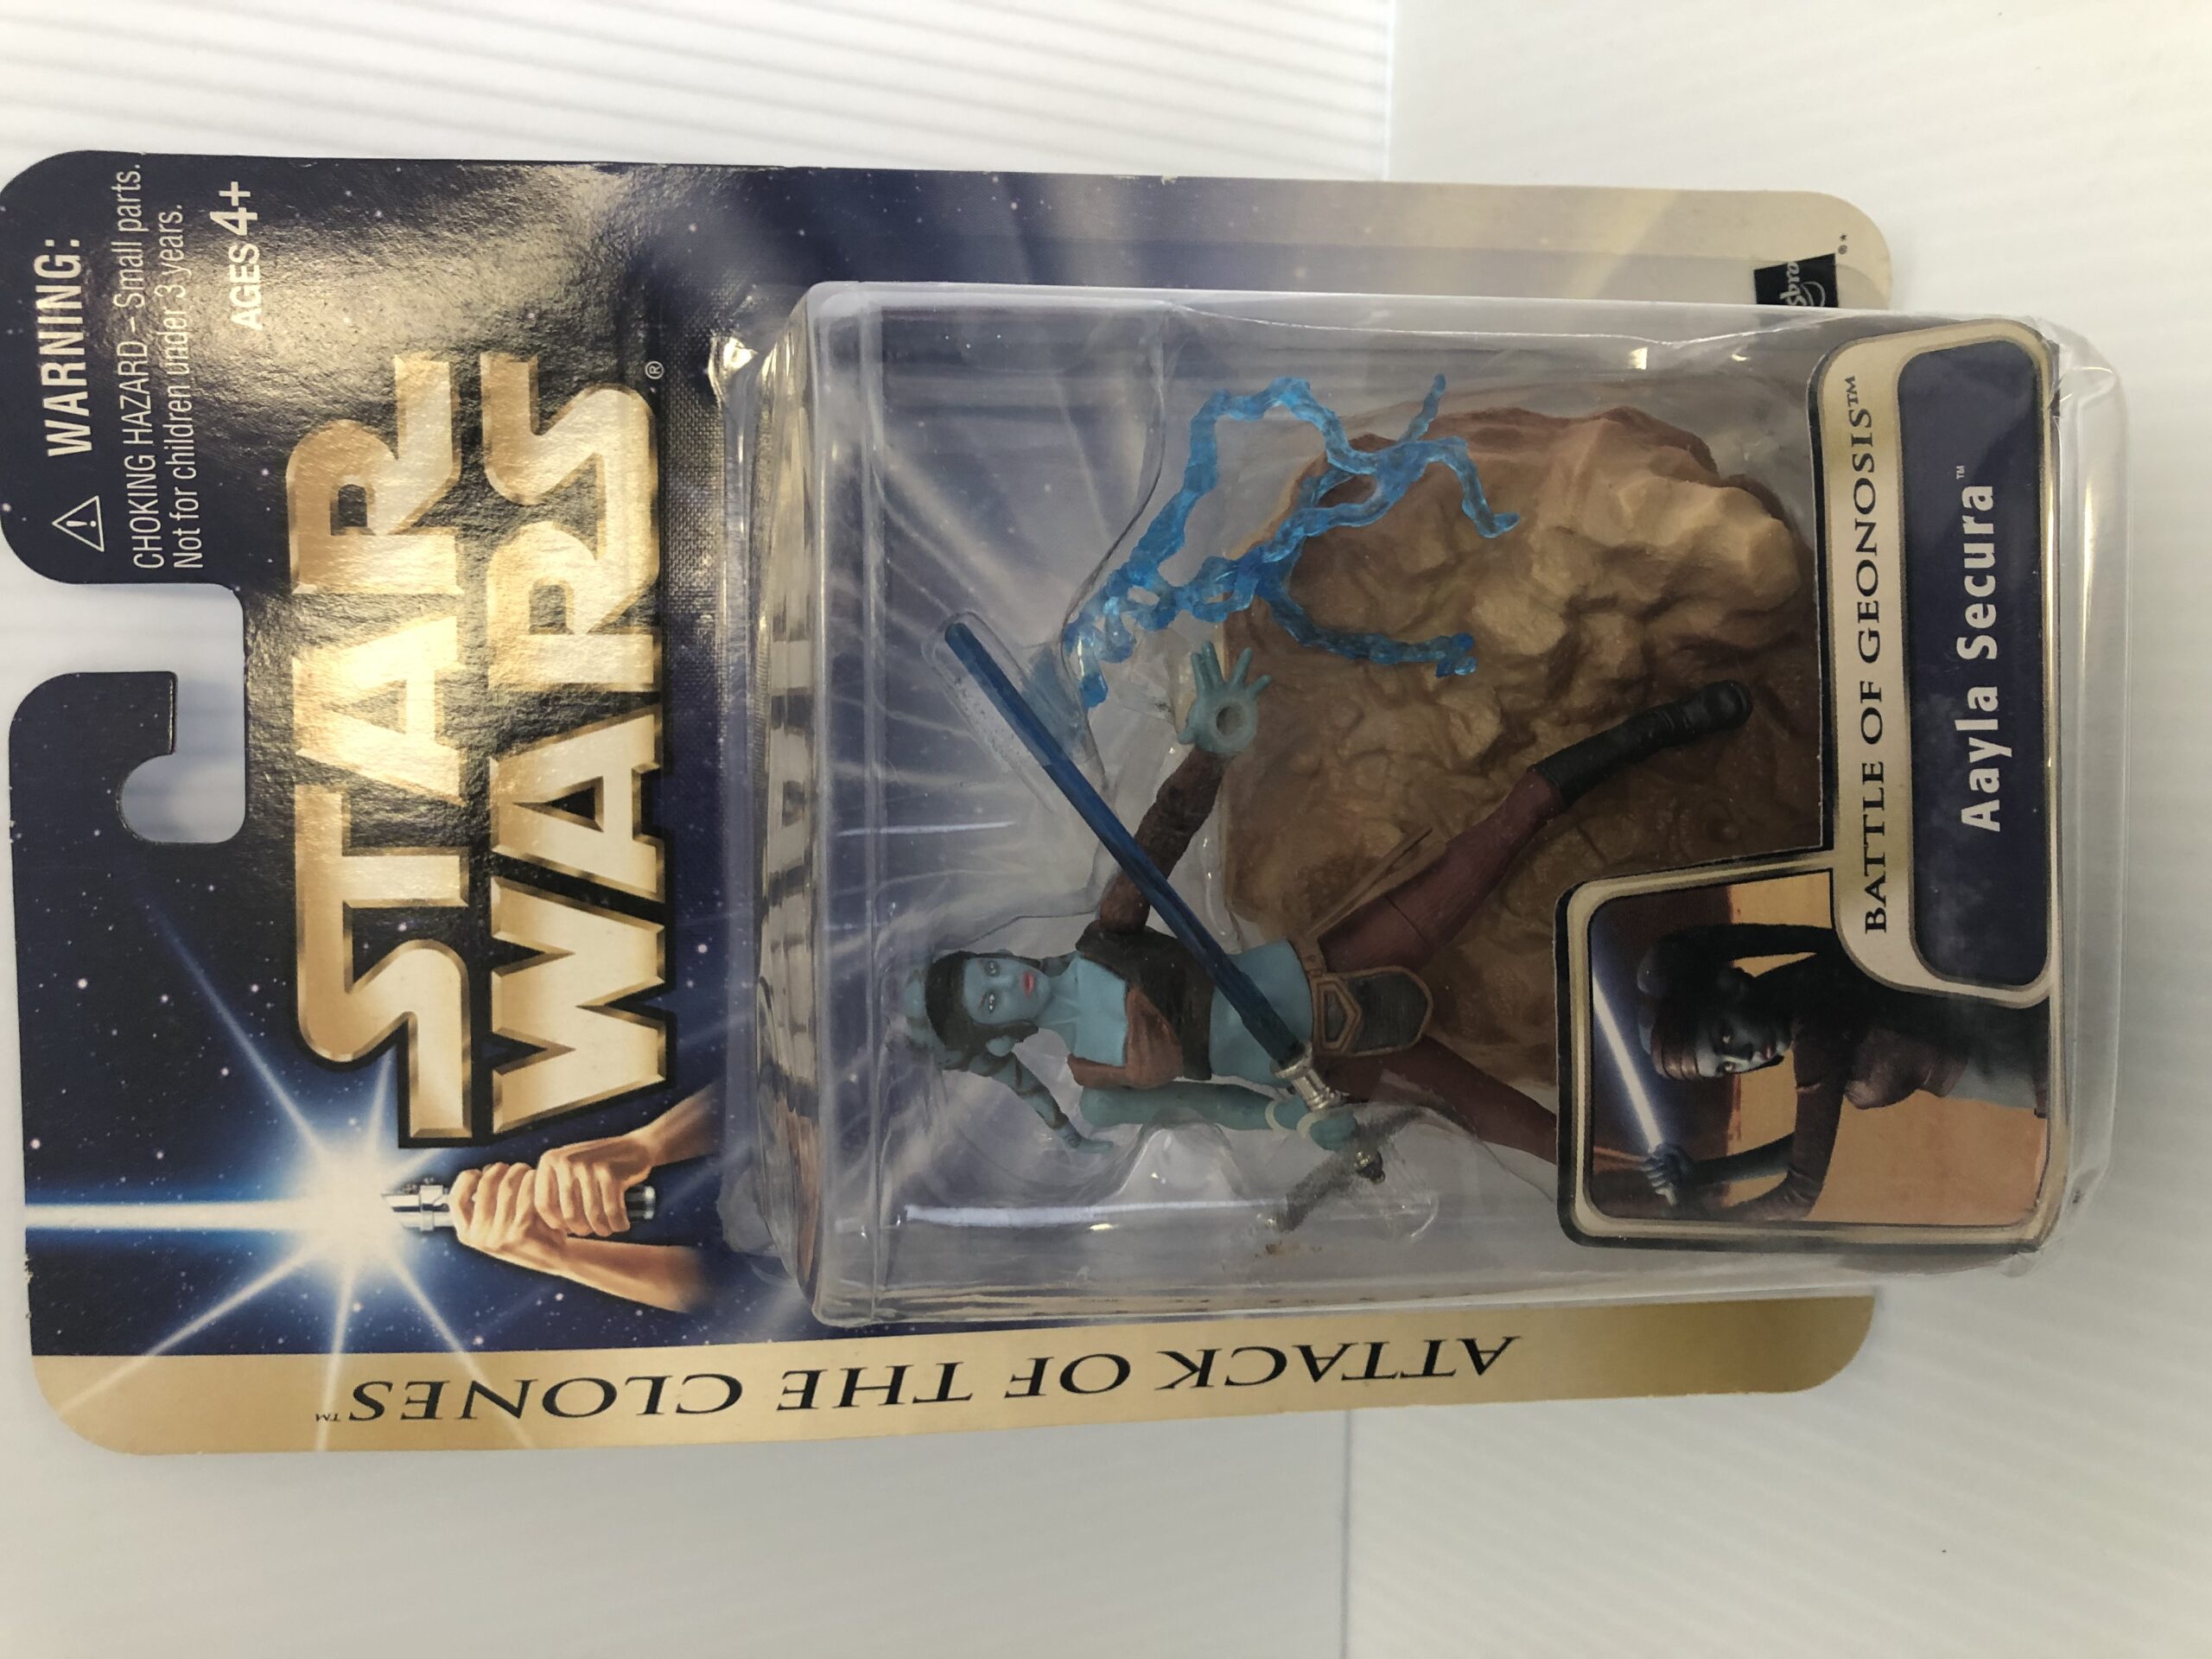 WARNING:
CHOKING HAZARD – Small parts.
Not for children under 3 years.
AGES 4+
STAR
WARS®
ATTACK OF THE CLONES™
BATTLE OF GEONOSIS™
Aayla Secura™